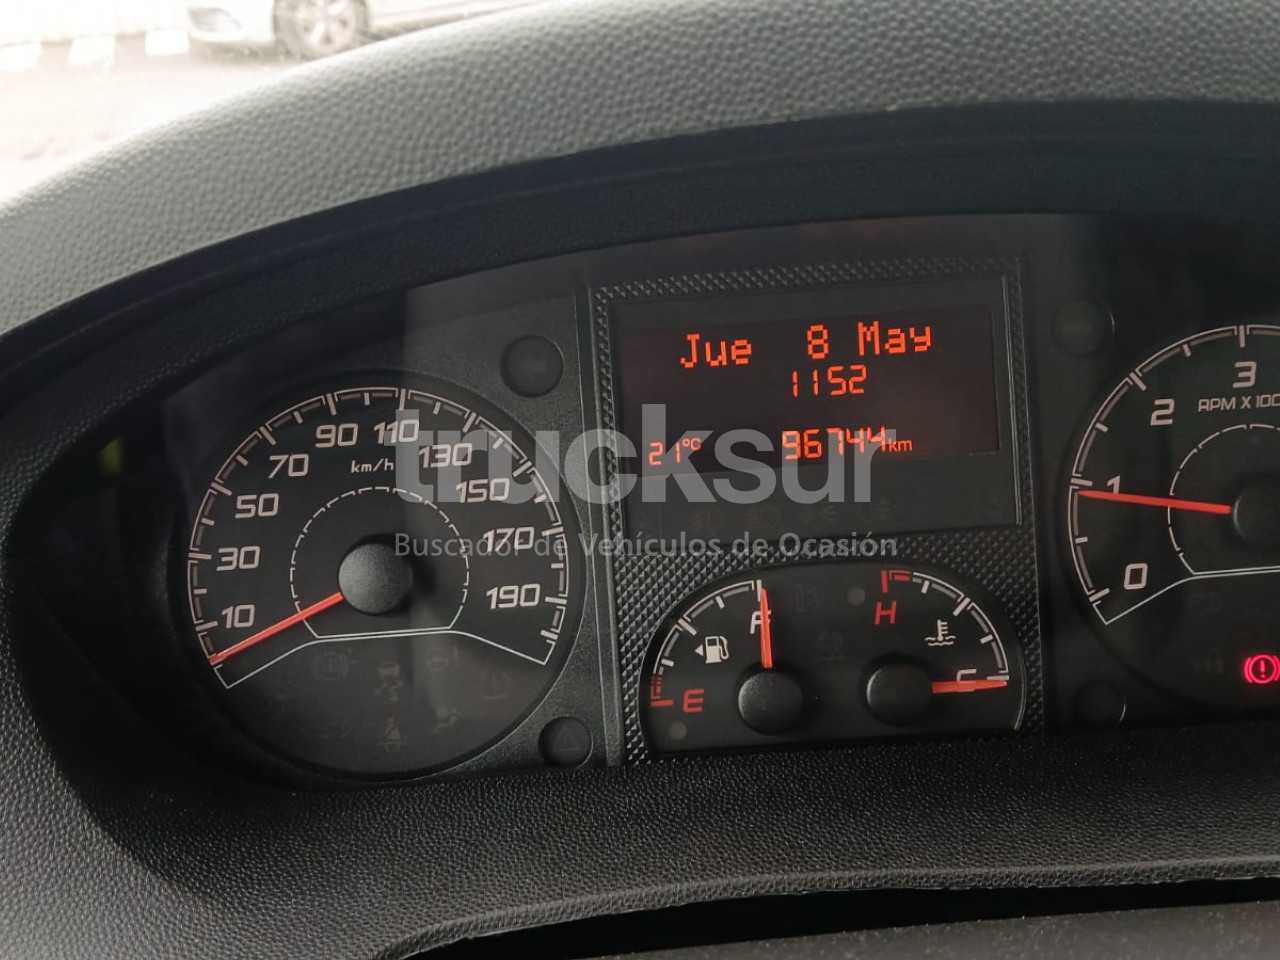 Jue 8 May
1152
21°C 96744km
trucksur
Buscador de Vehículos de Ocasión
10
30
50
70
90
110
130
150
170
190
km/h
E
F
H
C
0
1
2
3
RPM X 100